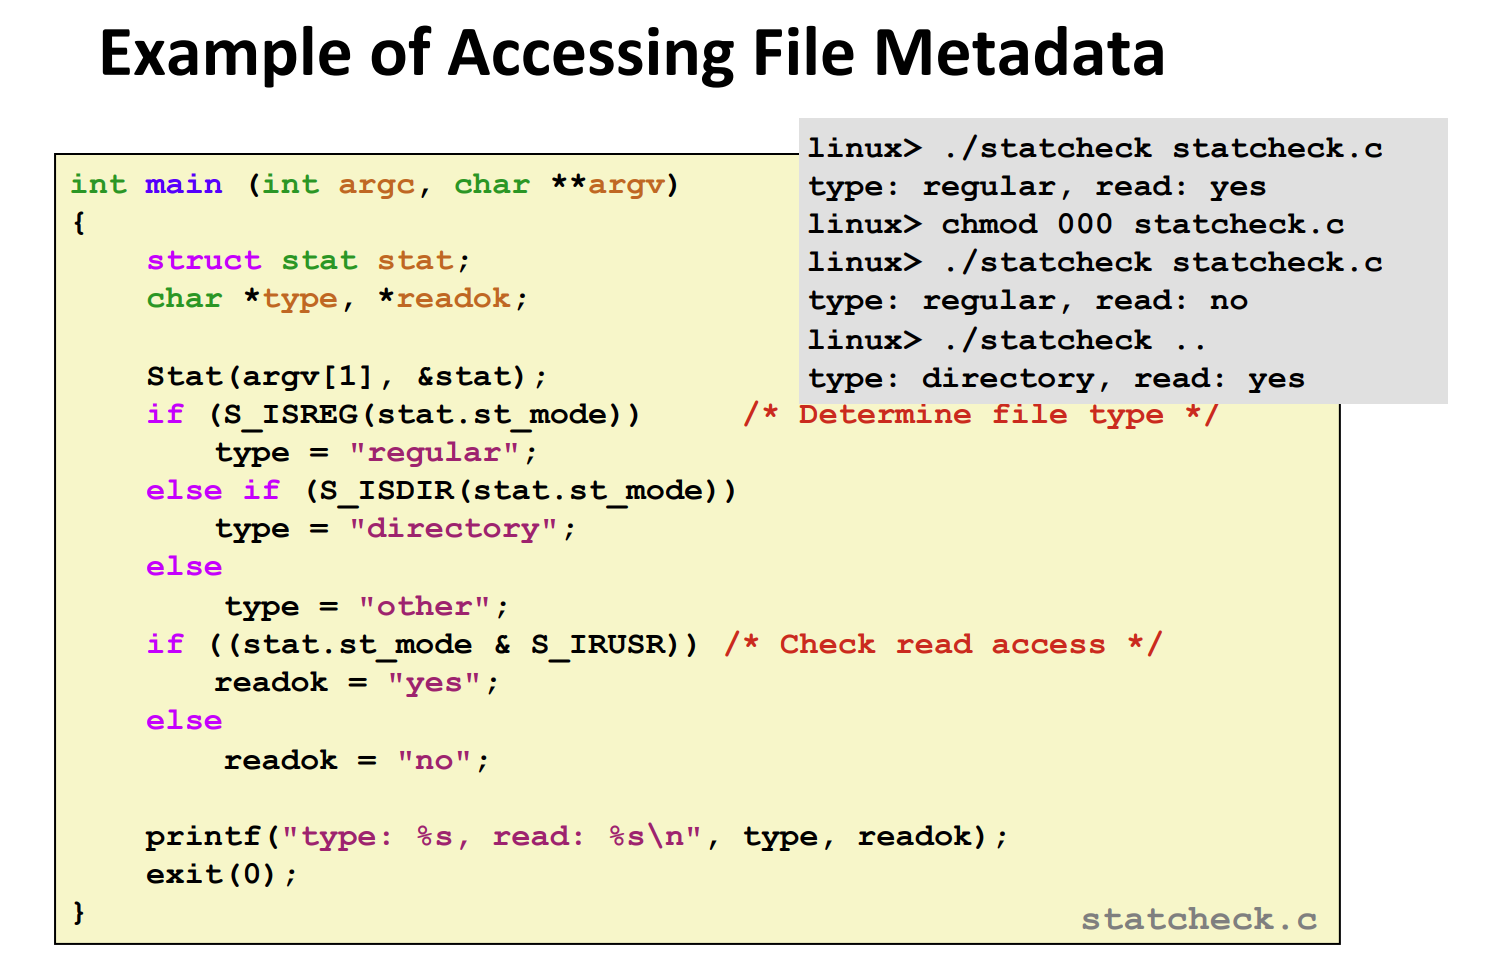 Example of Accessing File Metadata
linux> ./statcheck statcheck.c
type: regular, read: yes
linux> chmod 000 statcheck.c
linux> ./statcheck statcheck.c
type: regular, read: no
linux> ./statcheck ..
type: directory, read: yes
int main (int argc, char **argv)
{
    struct stat stat;
    char *type, *readok;

    Stat(argv[1], &stat);
    if (S_ISREG(stat.st_mode))     /* Determine file type */
       type = "regular";
    else if (S_ISDIR(stat.st_mode))
       type = "directory";
    else
        type = "other";
    if ((stat.st_mode & S_IRUSR)) /* Check read access */
       readok = "yes";
    else
        readok = "no";

    printf("type: %s, read: %s\n", type, readok);
    exit(0);
}
statcheck.c